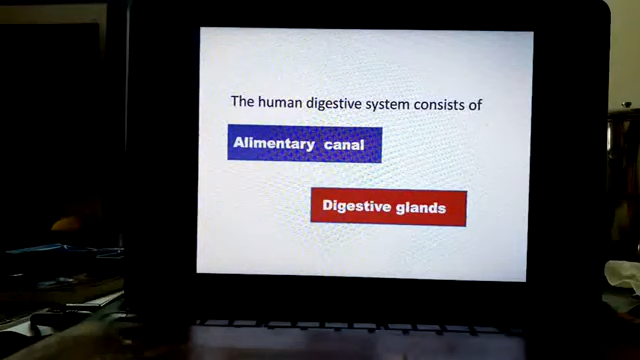 The human digestive system consists of
Alimentary canal
Digestive glands